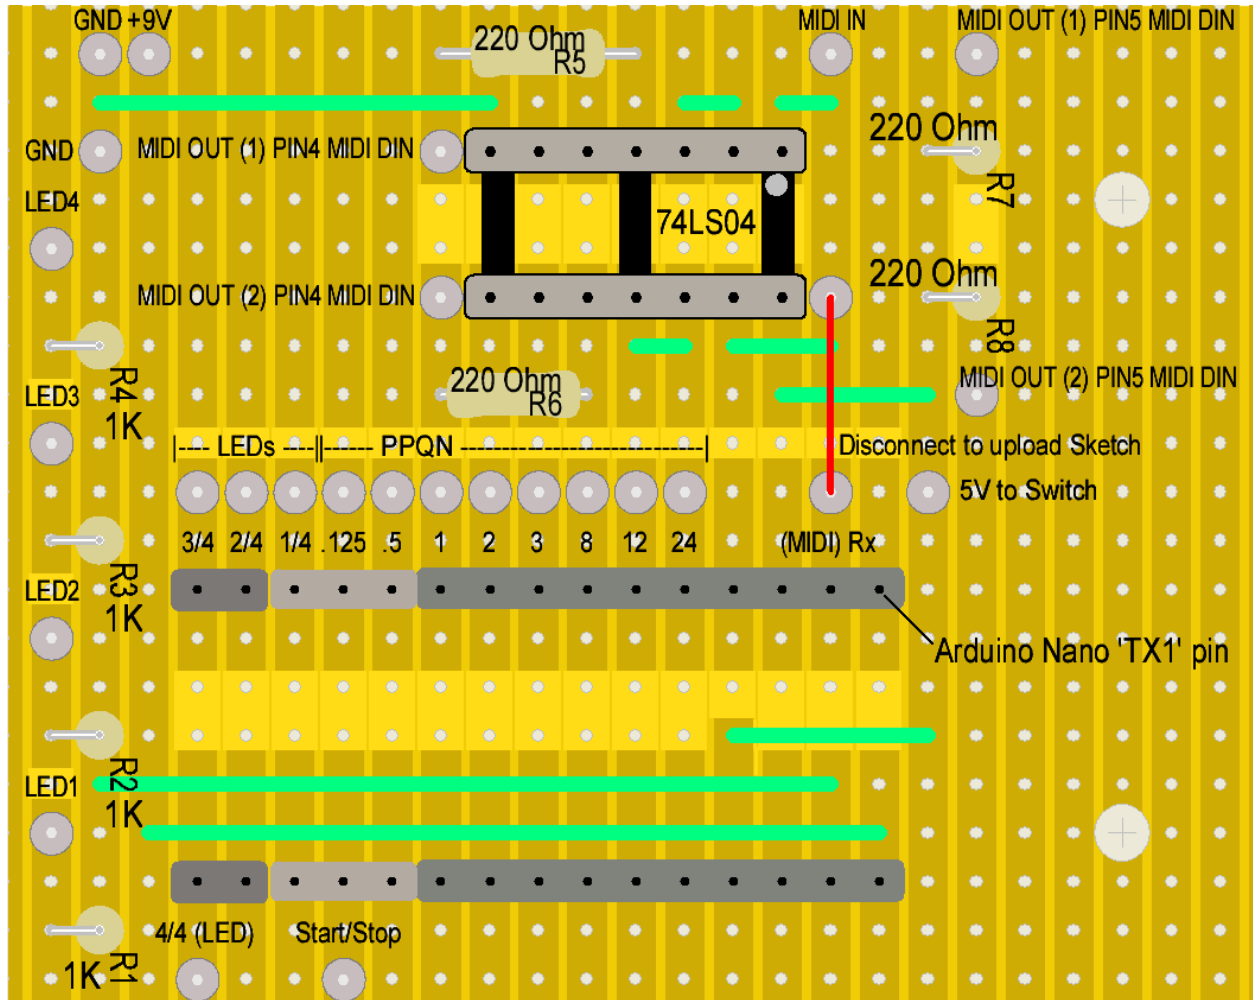 GND +9V
220 Ohm
R5
MIDI IN
MIDI OUT (1) PIN5 MIDI DIN
GND
MIDI OUT (1) PIN4 MIDI DIN
220 Ohm
R7
LED4
74LS04
MIDI OUT (2) PIN4 MIDI DIN
220 Ohm
R8
R4
1K
LED3
220 Ohm
R6
MIDI OUT (2) PIN5 MIDI DIN
|---- LEDs ----||------ PPQN -----------------------------|
Disconnect to upload Sketch
5V to Switch
3/4 2/4 1/4 .125 .5 1 2 3 8 12 24 (MIDI) Rx
LED2
R3
1K
Arduino Nano 'TX1' pin
LED1
R2
1K
4/4 (LED) Start/Stop
1K
R1